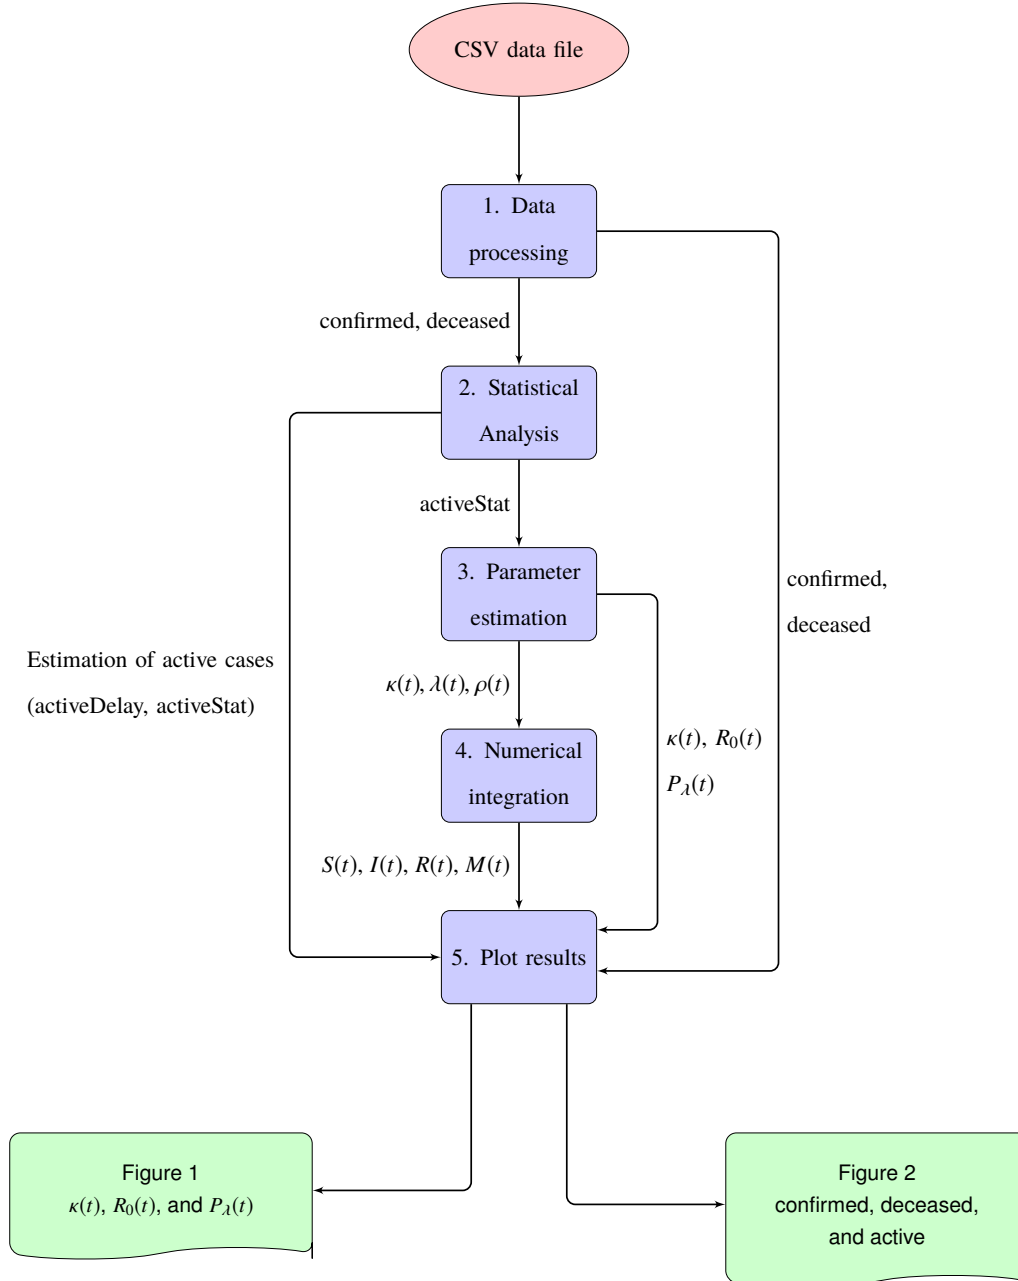 CSV data file
1. Data
processing
confirmed, deceased
2. Statistical
Analysis
activeStat
3. Parameter
estimation
confirmed,
deceased
Estimation of active cases
(activeDelay, activeStat)
κ(t), λ(t), ρ(t)
4. Numerical
integration
κ(t), R₀(t)
P_λ(t)
S(t), I(t), R(t), M(t)
5. Plot results
Figure 1
κ(t), R₀(t), and P_λ(t)
Figure 2
confirmed, deceased,
and active